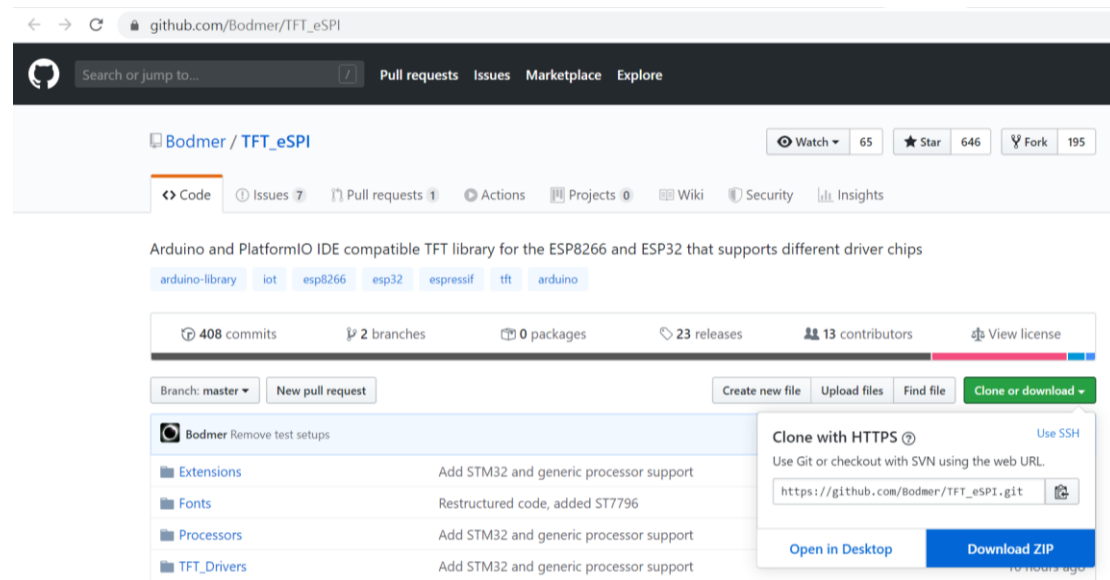 github.com/Bodmer/TFT_eSPI
Search or jump to... / Pull requests Issues Marketplace Explore
Bodmer / TFT_eSPI Watch 65 Star 646 Fork 195
<> Code Issues 7 Pull requests 1 Actions Projects 0 Wiki Security Insights
Arduino and PlatformIO IDE compatible TFT library for the ESP8266 and ESP32 that supports different driver chips
arduino-library iot esp8266 esp32 espressif tft arduino
408 commits 2 branches 0 packages 23 releases 13 contributors View license
Branch: master New pull request Create new file Upload files Find file Clone or download
Bodmer Remove test setups
Extensions Add STM32 and generic processor support
Fonts Restructured code, added ST7796
Processors Add STM32 and generic processor support
TFT_Drivers Add STM32 and generic processor support
Clone with HTTPS ? Use SSH
Use Git or checkout with SVN using the web URL.
https://github.com/Bodmer/TFT_eSPI.git
Open in Desktop Download ZIP
10 hours ago